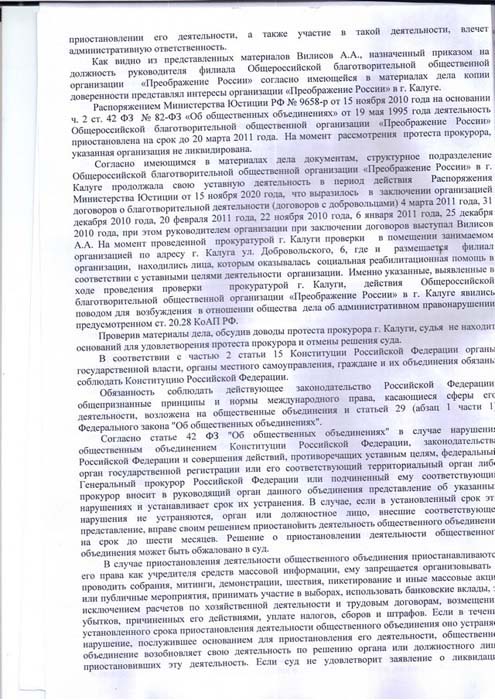 приостановлении его деятельности, а также участие в такой деятельности, влечет
административную ответственность.
Как видно из представленных материалов Вилисов А.А., назначенный приказом на
должность руководителя филиала Общероссийской благотворительной общественной
организации «Преображение России» согласно имеющейся в материалах дела копии
доверенности представлял интересы организации «Преображение России» в г. Калуге.
Распоряжением Министерства Юстиции РФ № 9658-р от 15 ноября 2010 года на основании
ч. 2 ст. 42 ФЗ № 82-ФЗ «Об общественных объединениях» от 19 мая 1995 года деятельность
Общероссийской благотворительной общественной организации «Преображение России»
приостановлена на срок до 20 марта 2011 года. На момент рассмотрения протеста прокурора,
указанная организации не ликвидирована.
Согласно имеющимся в материалах дела документам, структурное подразделение
Общероссийской благотворительной общественной организации «Преображение России» в г.
Калуге продолжала свою уставную деятельность в период действия Распоряжения
Министерства Юстиции от 15 ноября 2020 года, что выразилось в заключении организацией
договоров о благотворительной деятельности (договоров с добровольцами) 4 марта 2011 года, 31
декабря 2010 года, 20 февраля 2011 года, 22 ноября 2010 года, 6 января 2011 года, 25 декабря
2010 года, при этом руководителем организации при заключении договоров выступал Вилисов
А.А. На момент проведенной прокуратурой г. Калуги проверки в помещении занимаемом
организацией по адресу г. Калуга ул. Добровольского, 6, где и размещается филиал
организации, находились лица, которым оказывалась социальная реабилитационная помощь в
соответствии с уставными целями деятельности организации. Именно указанные, выявленные в
ходе проведения проверки прокуратурой г. Калуги, действия Общероссийской
благотворительной общественной организации «Преображение России» в г. Калуге явились
поводом для возбуждения в отношении общества дела об административном правонарушении
предусмотренном ст. 20.28 КоАП РФ.
Проверив материалы дела, обсудив доводы протеста прокурора г. Калуги, судья не находит
оснований для удовлетворения протеста прокурора и отмены решения суда.
В соответствии с частью 2 статьи 15 Конституции Российской Федерации органы
государственной власти, органы местного самоуправления, граждане и их объединения обязаны
соблюдать Конституцию Российской Федерации.
Обязанность соблюдать действующее законодательство Российской Федерации
общепризнанные принципы и нормы международного права, касающиеся сферы его
деятельности, возложена на общественные объединения и статьей 29 (абзац 1 части 1)
Федерального закона "Об общественных объединениях".
Согласно статье 42 ФЗ "Об общественных объединениях" в случае нарушения
общественным объединением Конституции Российской Федерации, законодательства
Российской Федерации и совершения действий, противоречащих уставным целям, федеральный
орган государственной регистрации или его соответствующий территориальный орган либо
Генеральный прокурор Российской Федерации или подчиненный ему соответствующий
прокурор вносит в руководящий орган данного объединения представление об указанных
нарушениях и устанавливает срок их устранения. В случае, если в установленный срок эти
нарушения не устраняются, орган или должностное лицо, внесшие соответствующее
представление, вправе своим решением приостановить деятельность общественного объединения
на срок до шести месяцев. Решение о приостановлении деятельности общественного
объединения может быть обжаловано в суд.
В случае приостановления деятельности общественного объединения приостанавливаются
его права как учредителя средств массовой информации, ему запрещается организовывать и
проводить собрания, митинги, демонстрации, шествия, пикетирование и иные массовые акции
или публичные мероприятия, принимать участие в выборах, использовать банковские вклады, за
исключением расчетов по хозяйственной деятельности и трудовым договорам, возмещению
убытков, причиненных его действиями, уплате налогов, сборов и штрафов. Если в течение
установленного срока приостановления деятельности общественного объединения оно устраняет
нарушение, послужившее основанием для приостановления его деятельности, общественное
объединение возобновляет свою деятельность по решению органа или должностного лица,
приостановивших эту деятельность. Если суд не удовлетворит заявление о ликвидации